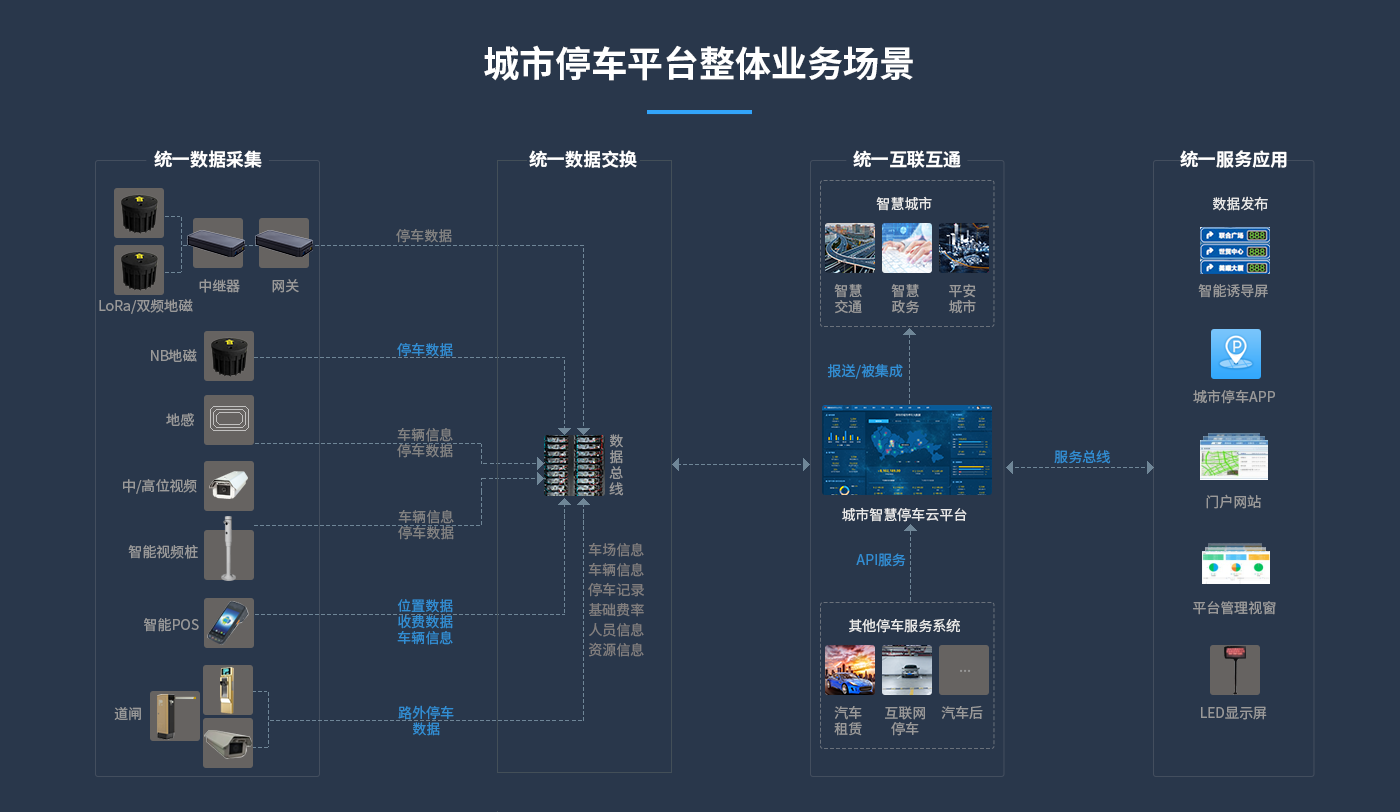 城市停车平台整体业务场景
统一数据采集
LoRa/双频地磁
中继器
网关
NB地磁
地感
中/高位视频
智能视频桩
智能POS
道闸
停车数据
停车数据
车辆信息
停车数据
车辆信息
停车数据
位置数据
收费数据
车辆信息
路外停车
数据
统一数据交换
数
据
总
线
车场信息
车辆信息
停车记录
基础费率
人员信息
资源信息
统一互联互通
智慧城市
智慧
交通
智慧
政务
平安
城市
报送/被集成
城市智慧停车云平台
API服务
其他停车服务系统
...
汽车
租赁
互联网
停车
汽车后
服务总线
统一服务应用
数据发布
联合广场
世贸中心
888
888
888
智能诱导屏
P
城市停车APP
门户网站
平台管理视窗
LED显示屏